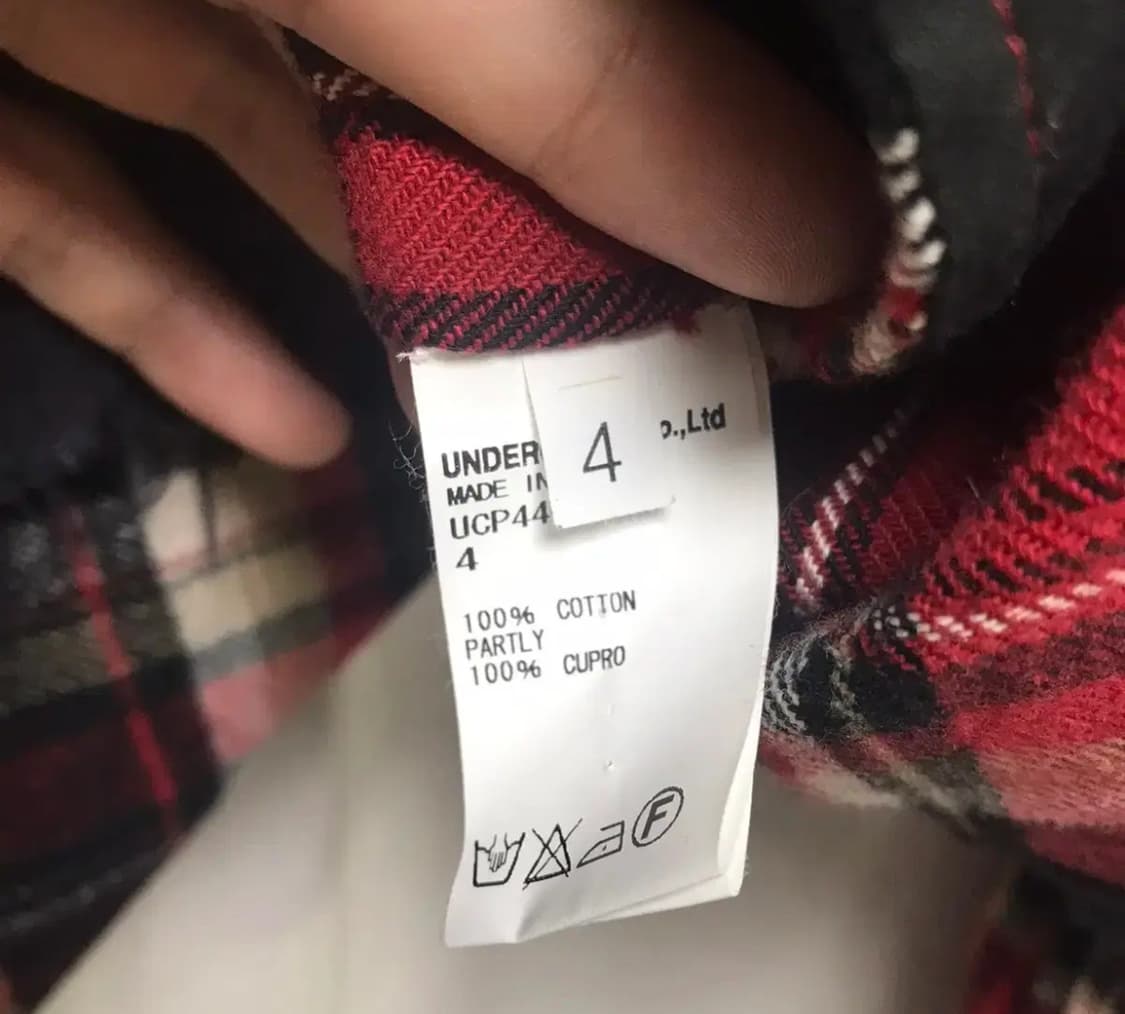 4
UNDER ., Ltd
MADE IN
UCP44
4
100% COTTON
PARTLY
100% CUPRO
F